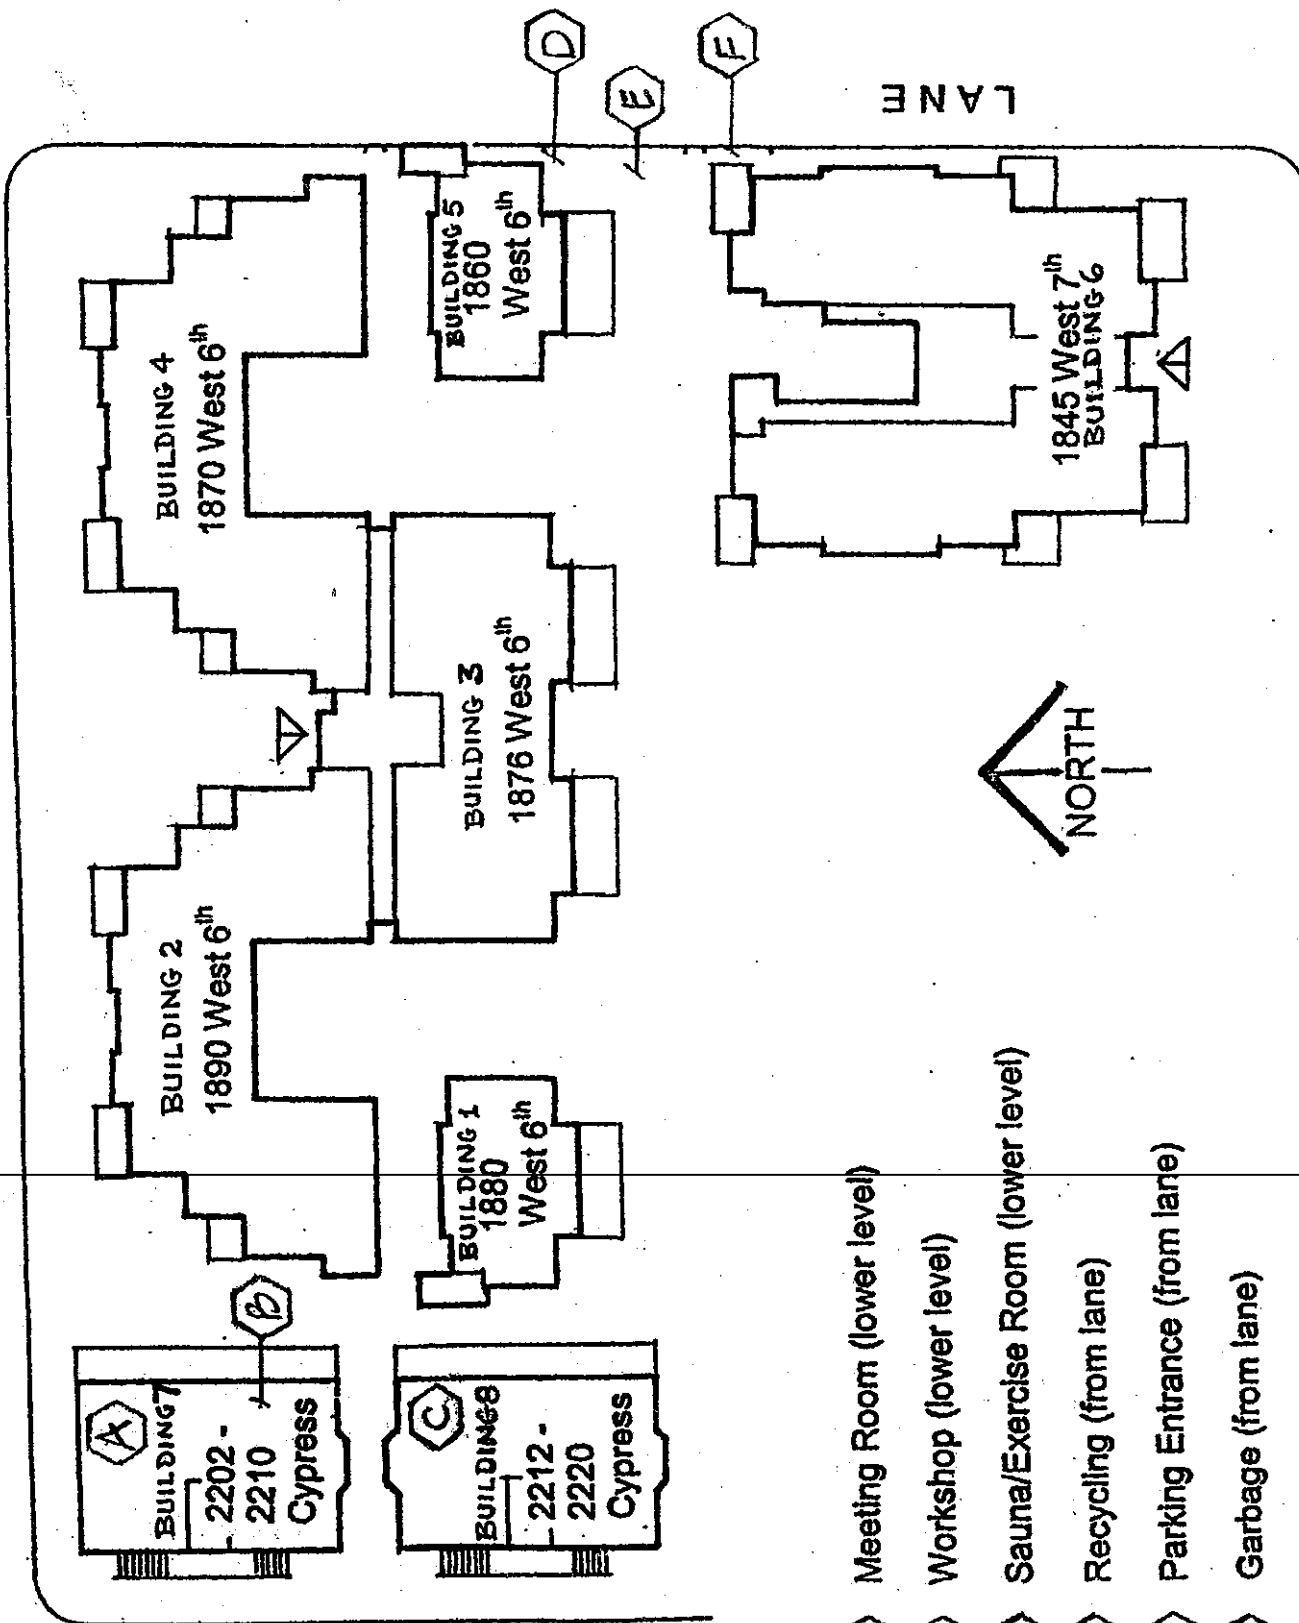 A
BUILDING 7
2202 -
2210
Cypress
B
C
BUILDING 8
2212 -
2220
Cypress
BUILDING 2
1890 West 6th
BUILDING 1
1880
West 6th
BUILDING 3
1876 West 6th
BUILDING 4
1870 West 6th
BUILDING 5
1860
West 6th
D
E
F
LANE
1845 West 7th
BUILDING 6
NORTH
Meeting Room (lower level)
Workshop (lower level)
Sauna/Exercise Room (lower level)
Recycling (from lane)
Parking Entrance (from lane)
Garbage (from lane)